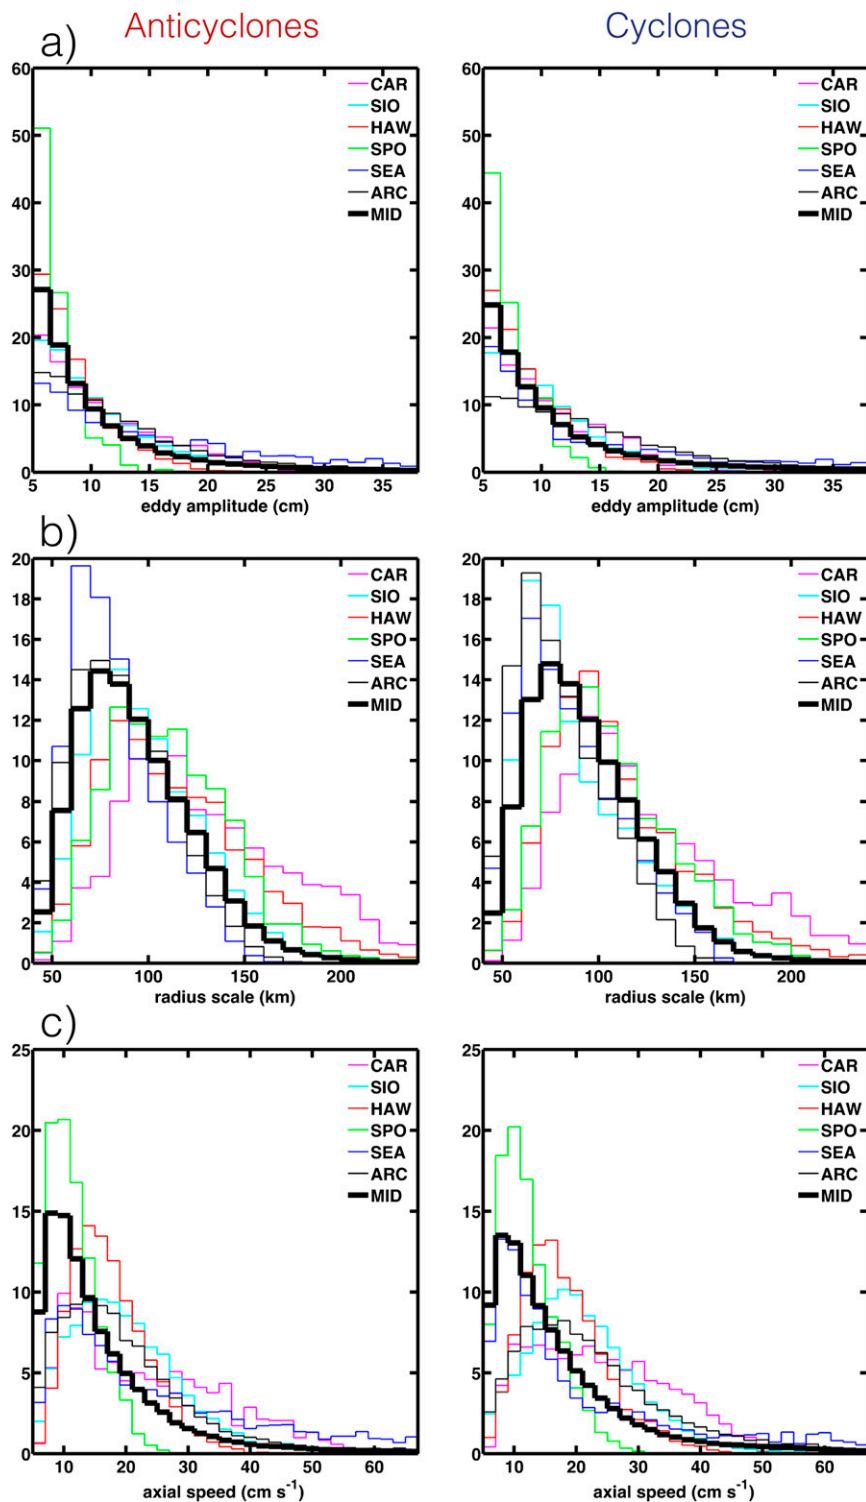 Anticyclones
Cyclones
a)
60
50
40
30
20
10
0
5
10
15
20
25
30
35
eddy amplitude (cm)
CAR
SIO
HAW
SPO
SEA
ARC
MID
60
50
40
30
20
10
0
5
10
15
20
25
30
35
eddy amplitude (cm)
CAR
SIO
HAW
SPO
SEA
ARC
MID
b)
20
18
16
14
12
10
8
6
4
2
0
50
100
150
200
radius scale (km)
CAR
SIO
HAW
SPO
SEA
ARC
MID
20
18
16
14
12
10
8
6
4
2
0
50
100
150
200
radius scale (km)
CAR
SIO
HAW
SPO
SEA
ARC
MID
c)
25
20
15
10
5
0
10
20
30
40
50
60
axial speed (cm s⁻¹)
CAR
SIO
HAW
SPO
SEA
ARC
MID
25
20
15
10
5
0
10
20
30
40
50
60
axial speed (cm s⁻¹)
CAR
SIO
HAW
SPO
SEA
ARC
MID